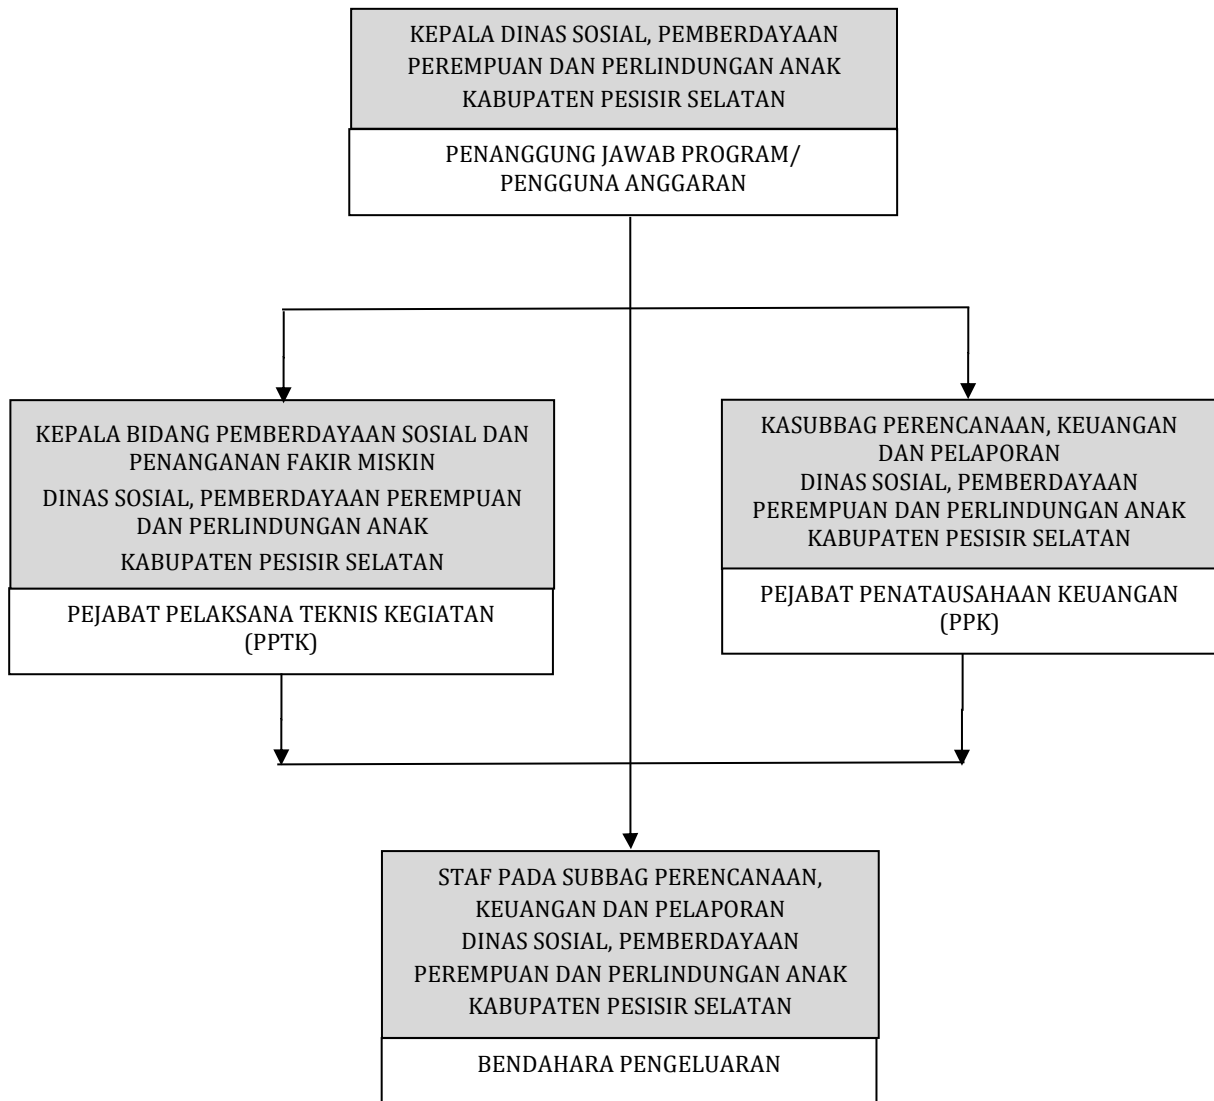 KEPALA DINAS SOSIAL, PEMBERDAYAAN
PEREMPUAN DAN PERLINDUNGAN ANAK
KABUPATEN PESISIR SELATAN
PENANGGUNG JAWAB PROGRAM/
PENGGUNA ANGGARAN
KEPALA BIDANG PEMBERDAYAAN SOSIAL DAN
PENANGANAN FAKIR MISKIN
DINAS SOSIAL, PEMBERDAYAAN PEREMPUAN
DAN PERLINDUNGAN ANAK
KABUPATEN PESISIR SELATAN
PEJABAT PELAKSANA TEKNIS KEGIATAN
(PPTK)
KASUBBAG PERENCANAAN, KEUANGAN
DAN PELAPORAN
DINAS SOSIAL, PEMBERDAYAAN
PEREMPUAN DAN PERLINDUNGAN ANAK
KABUPATEN PESISIR SELATAN
PEJABAT PENATAUSAHAAN KEUANGAN
(PPK)
STAF PADA SUBBAG PERENCANAAN,
KEUANGAN DAN PELAPORAN
DINAS SOSIAL, PEMBERDAYAAN
PEREMPUAN DAN PERLINDUNGAN ANAK
KABUPATEN PESISIR SELATAN
BENDAHARA PENGELUARAN